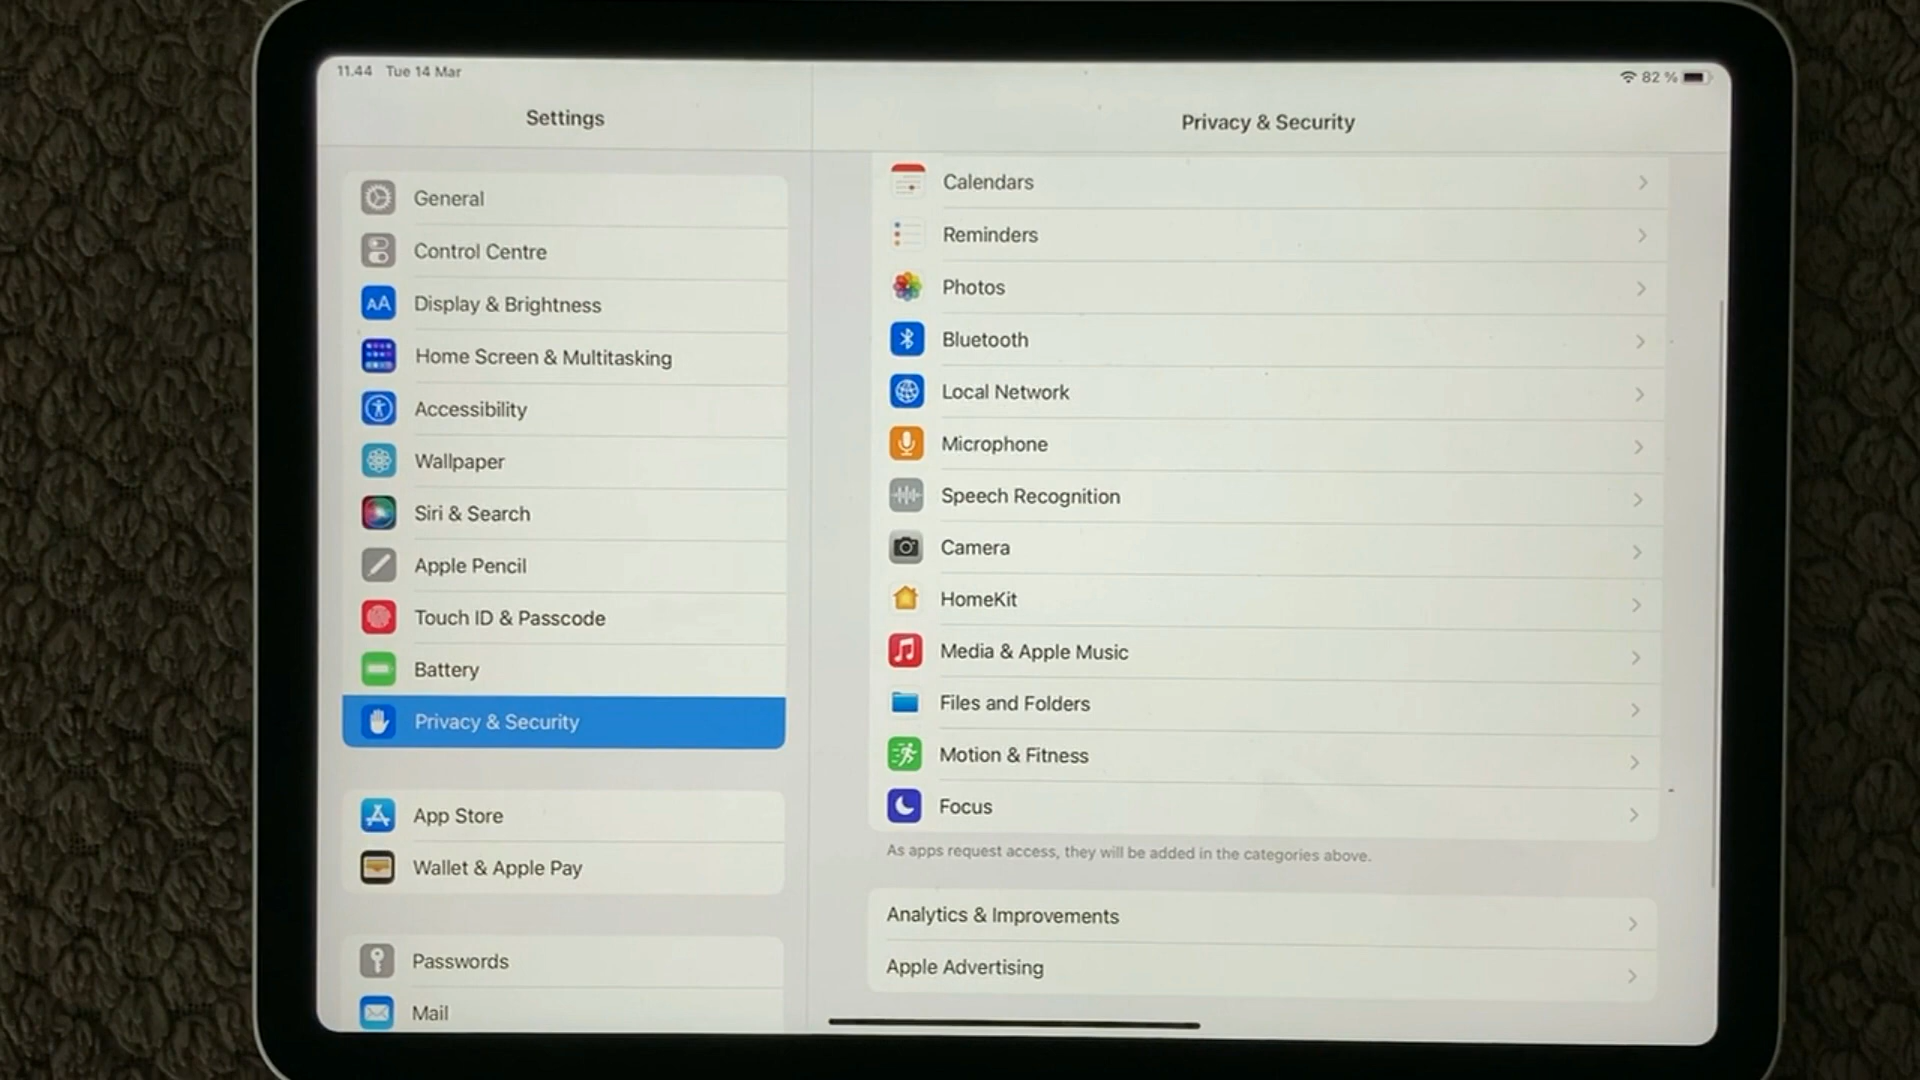 11.44 Tue 14 Mar
82 %
Settings
General
Control Centre
AA Display & Brightness
Home Screen & Multitasking
Accessibility
Wallpaper
Siri & Search
Apple Pencil
Touch ID & Passcode
Battery
Privacy & Security
App Store
Wallet & Apple Pay
Passwords
Mail
Privacy & Security
Calendars
Reminders
Photos
Bluetooth
Local Network
Microphone
Speech Recognition
Camera
HomeKit
Media & Apple Music
Files and Folders
Motion & Fitness
Focus
As apps request access, they will be added in the categories above.
Analytics & Improvements
Apple Advertising